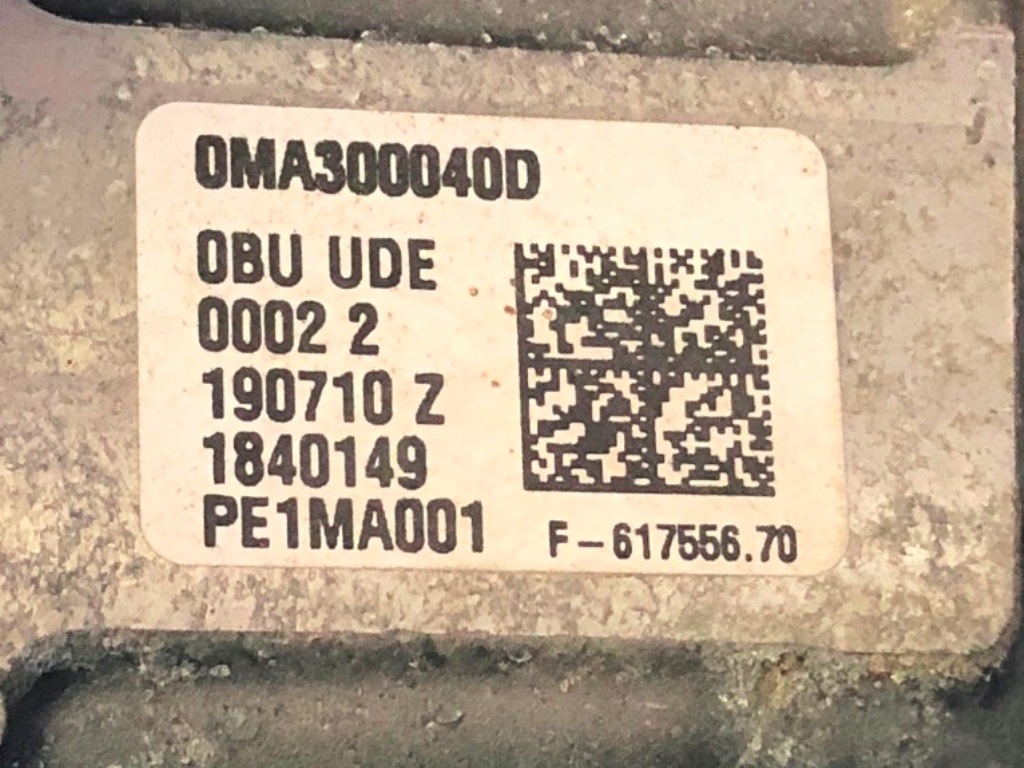 0MA300040D
0BU UDE
0002 2
190710 Z
1840149
PE1MA001
F-617556.70